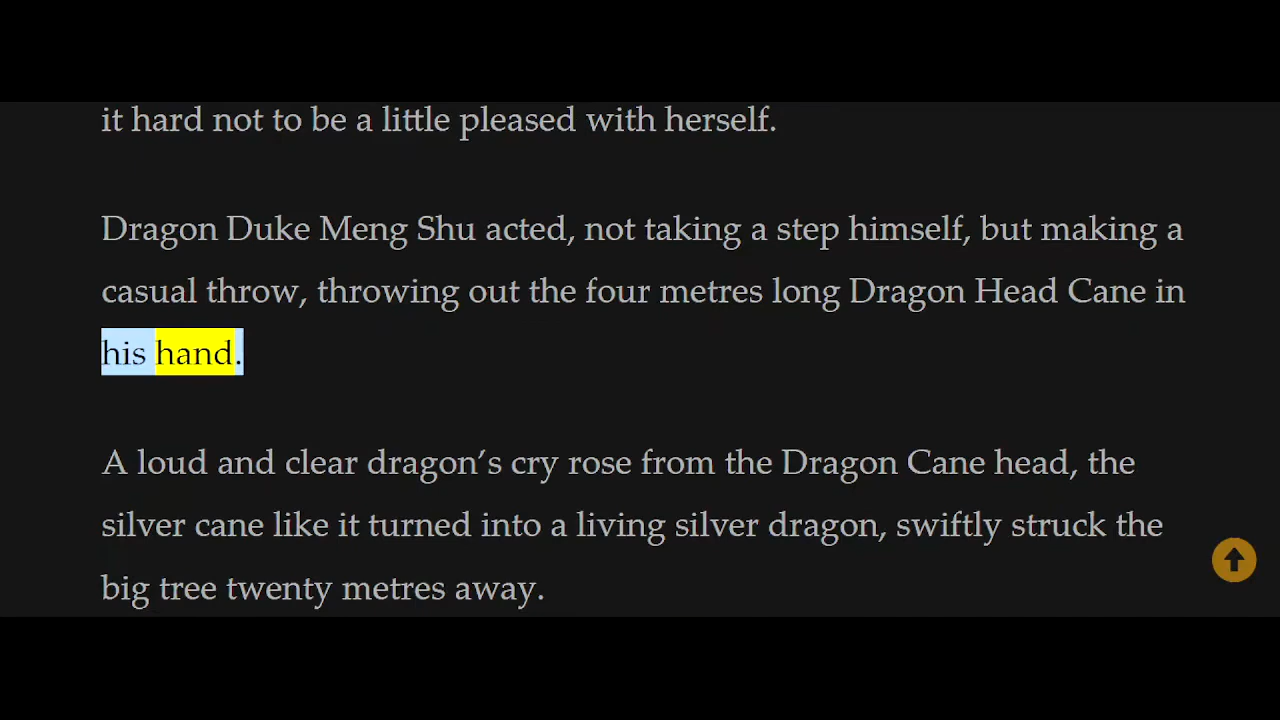 it hard not to be a little pleased with herself.
Dragon Duke Meng Shu acted, not taking a step himself, but making a
casual throw, throwing out the four metres long Dragon Head Cane in
his hand.
A loud and clear dragon’s cry rose from the Dragon Cane head, the
silver cane like it turned into a living silver dragon, swiftly struck the
big tree twenty metres away.